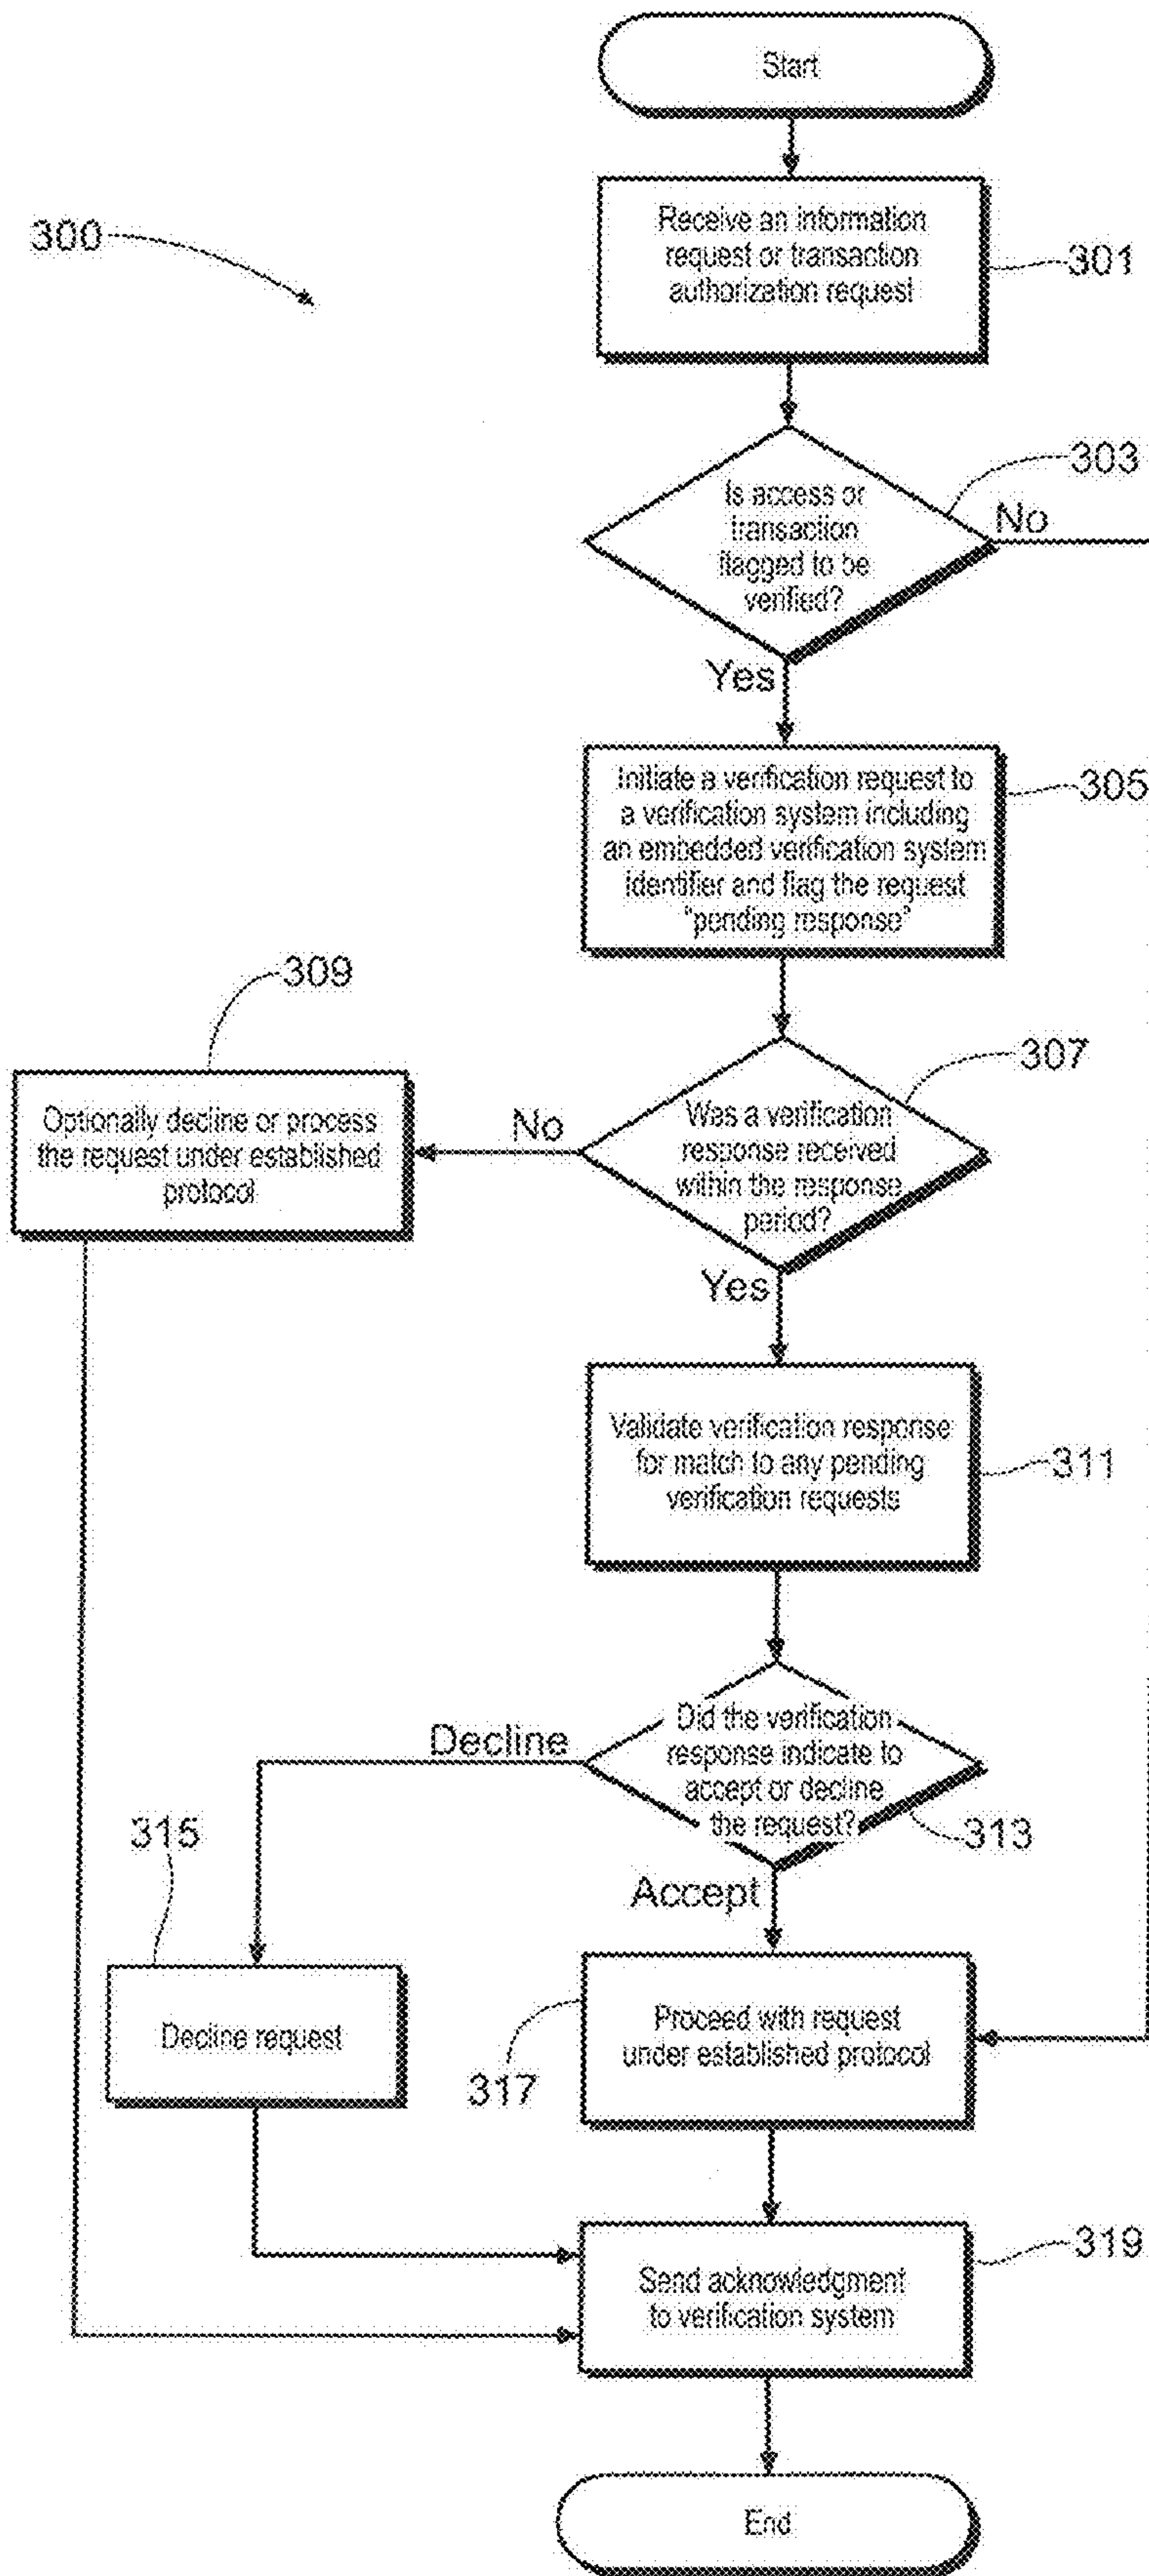 Start
300
Receive an information
request or transaction
authorization request
301
303
Is access or
transaction
flagged to be
verified?
No
Yes
Initiate a verification request to
a verification system including
an embedded verification system
identifier and flag the request
"pending response"
305
309
307
Optionally decline or process
the request under established
protocol
No
Was a verification
response received
within the response
period?
Yes
Validate verification response
for match to any pending
verification requests
311
Decline
Did the verification
response indicate to
accept or decline
the request?
313
315
Accept
Decline request
Proceed with request
under established protocol
317
319
Send acknowledgment
to verification system
End